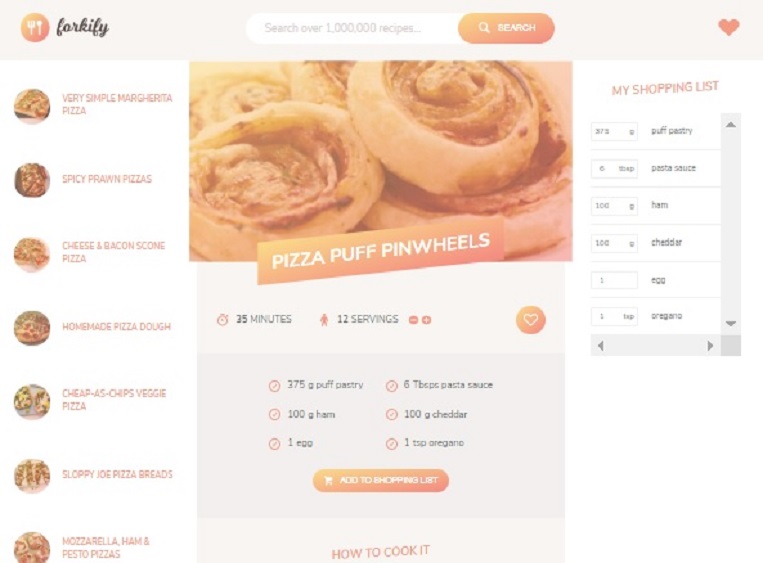 forkify
Search over 1,000,000 recipes...
SEARCH
VERY SIMPLE MARGHERITA
PIZZA
SPICY PRAWN PIZZAS
CHEESE & BACON SCONE
PIZZA
HOMEMADE PIZZA DOUGH
CHEAP-AS-CHIPS VEGGIE
PIZZA
SLOPPY JOE PIZZA BREADS
MOZZARELLA, HAM &
PESTO PIZZAS
PIZZA PUFF PINWHEELS
35 MINUTES
12 SERVINGS
375 g puff pastry
6 Tbsps pasta sauce
100 g ham
100 g cheddar
1 egg
1 tsp oregano
ADD TO SHOPPING LIST
HOW TO COOK IT
MY SHOPPING LIST
375 g puff pastry
6 tbsp pasta sauce
100 g ham
100 g cheddar
1 egg
1 tsp oregano